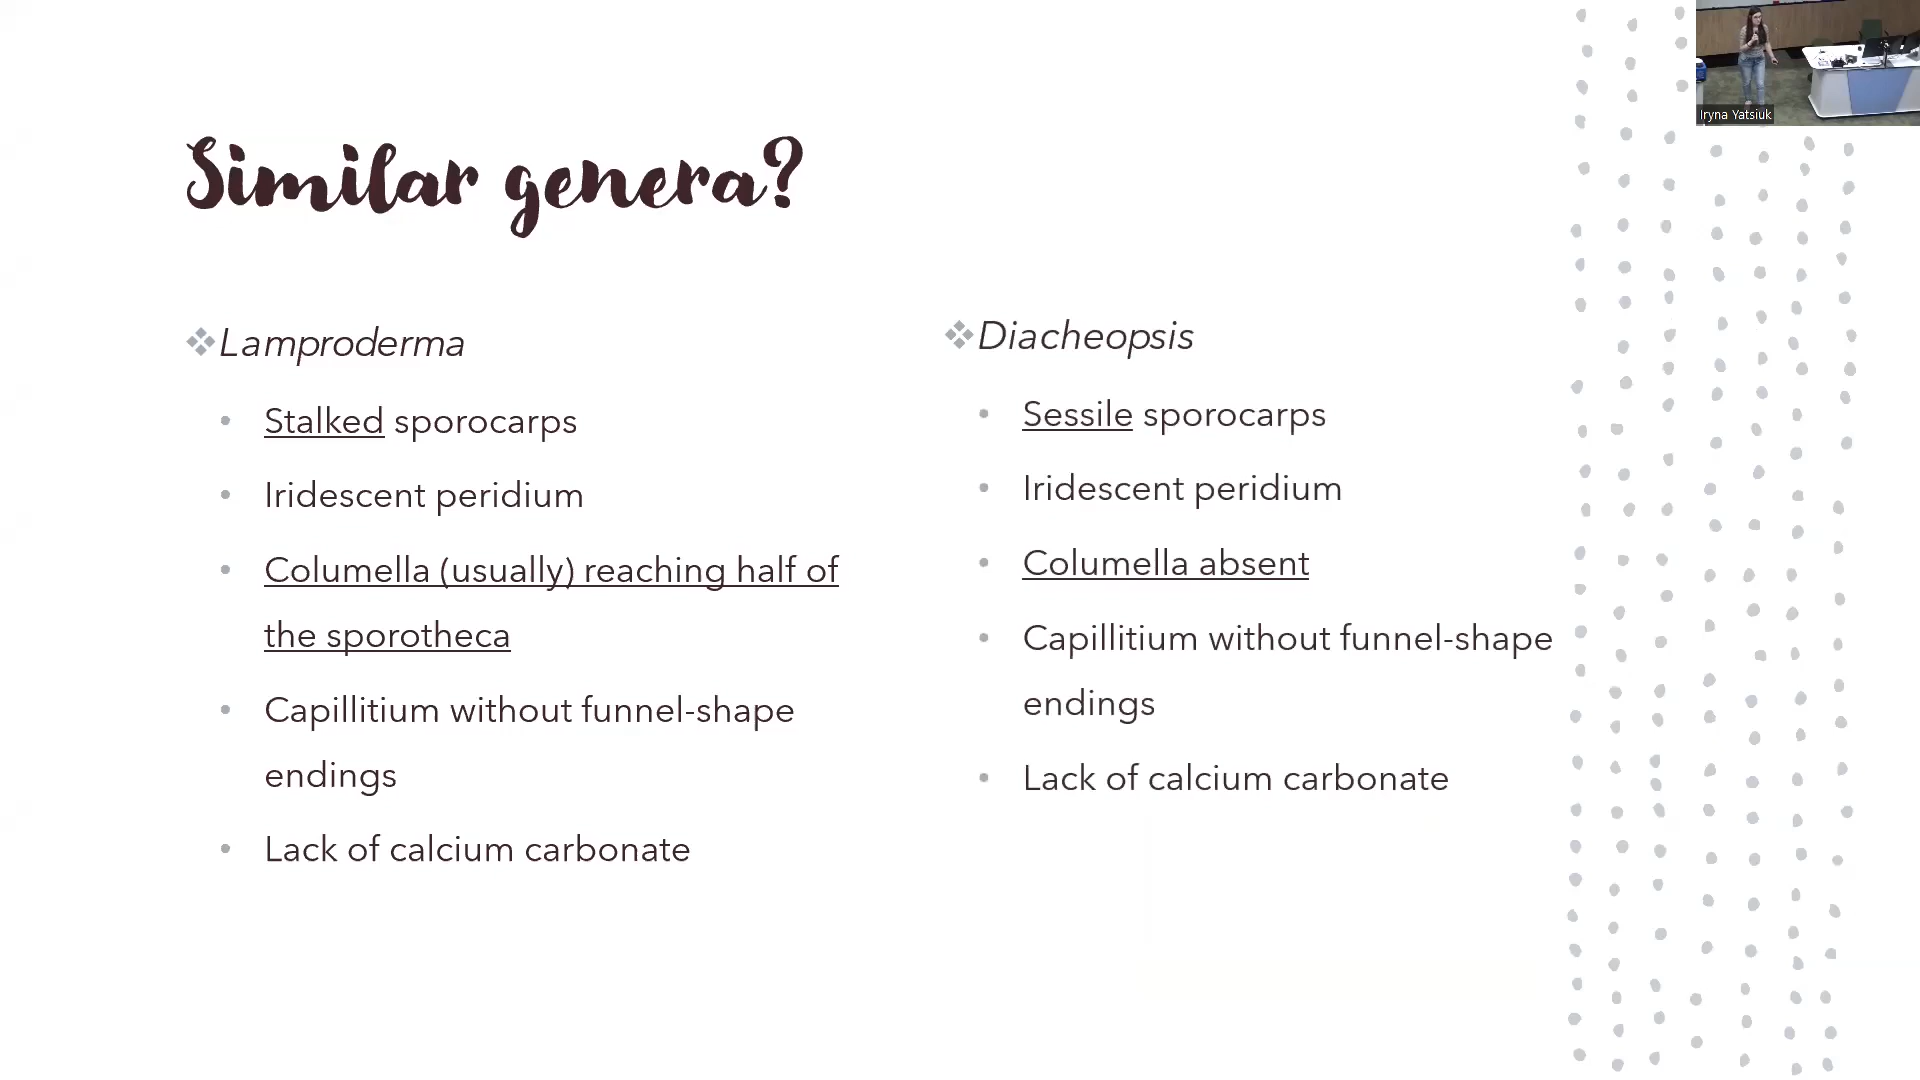 Similar genera?
Lamproderma
Stalked sporocarps
Iridescent peridium
Columella (usually) reaching half of
the sporotheca
Capillitium without funnel-shape
endings
Lack of calcium carbonate
Diacheopsis
Sessile sporocarps
Iridescent peridium
Columella absent
Capillitium without funnel-shape
endings
Lack of calcium carbonate
Iryna Yatsiuk